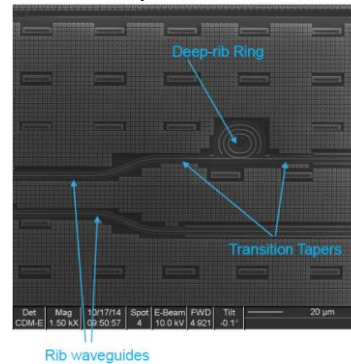 Deep-rib Ring
Transition Tapers
Det Mag 10/17/14 Spot E-Beam FWD Tilt 20 µm
CDM-E 1.50 kX 09:50:57 4 10.0 kV 4.921 -0.1°
Rib waveguides